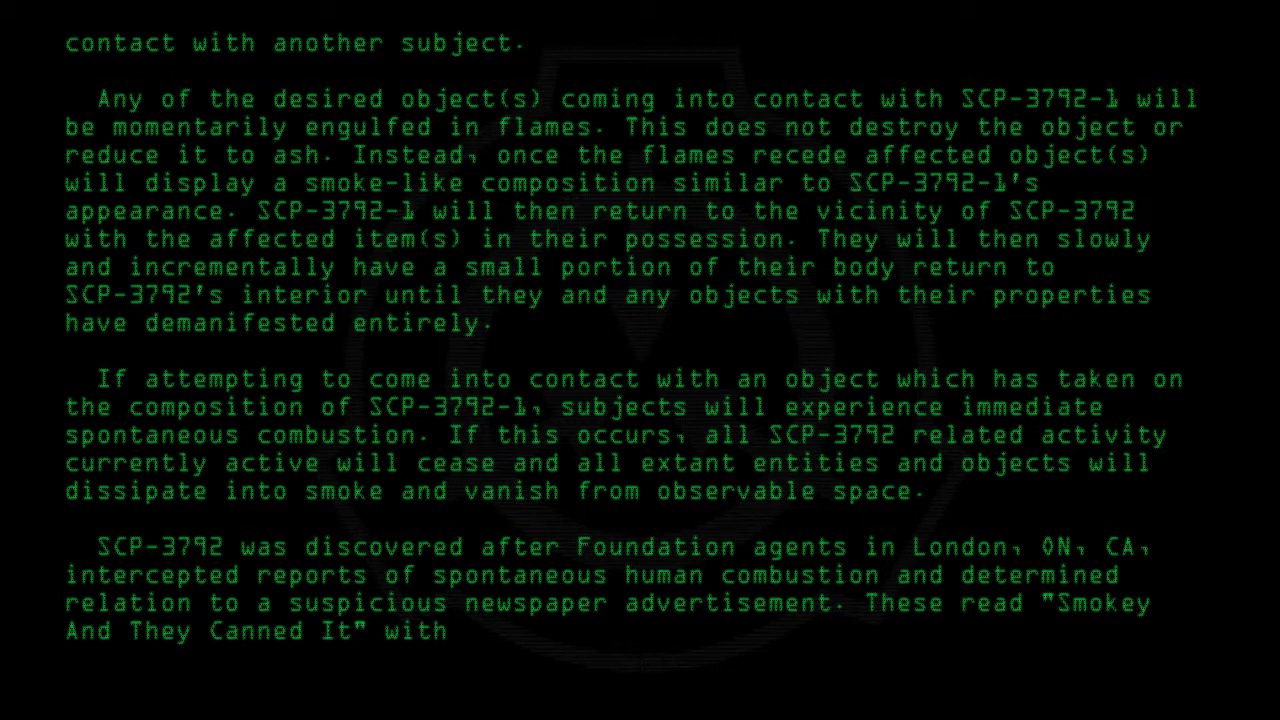 contact with another subject.
Any of the desired object(s) coming into contact with SCP-3792-1 will
be momentarily engulfed in flames. This does not destroy the object or
reduce it to ash. Instead, once the flames recede affected object(s)
will display a smoke-like composition similar to SCP-3792-1's
appearance. SCP-3792-1 will then return to the vicinity of SCP-3792
with the affected item(s) in their possession. They will then slowly
and incrementally have a small portion of their body return to
SCP-3792's interior until they and any objects with their properties
have demanifested entirely.
If attempting to come into contact with an object which has taken on
the composition of SCP-3792-1, subjects will experience immediate
spontaneous combustion. If this occurs, all SCP-3792 related activity
currently active will cease and all extant entities and objects will
dissipate into smoke and vanish from observable space.
SCP-3792 was discovered after Foundation agents in London, ON, CA,
intercepted reports of spontaneous human combustion and determined
relation to a suspicious newspaper advertisement. These read "Smokey
And They Canned It" with